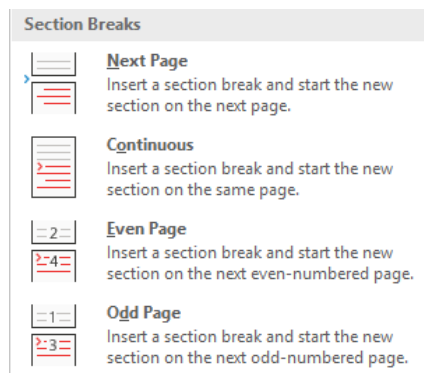 Section Breaks
Next Page
Insert a section break and start the new
section on the next page.
Continuous
Insert a section break and start the new
section on the same page.
2
4
Even Page
Insert a section break and start the new
section on the next even-numbered page.
1
3
Odd Page
Insert a section break and start the new
section on the next odd-numbered page.